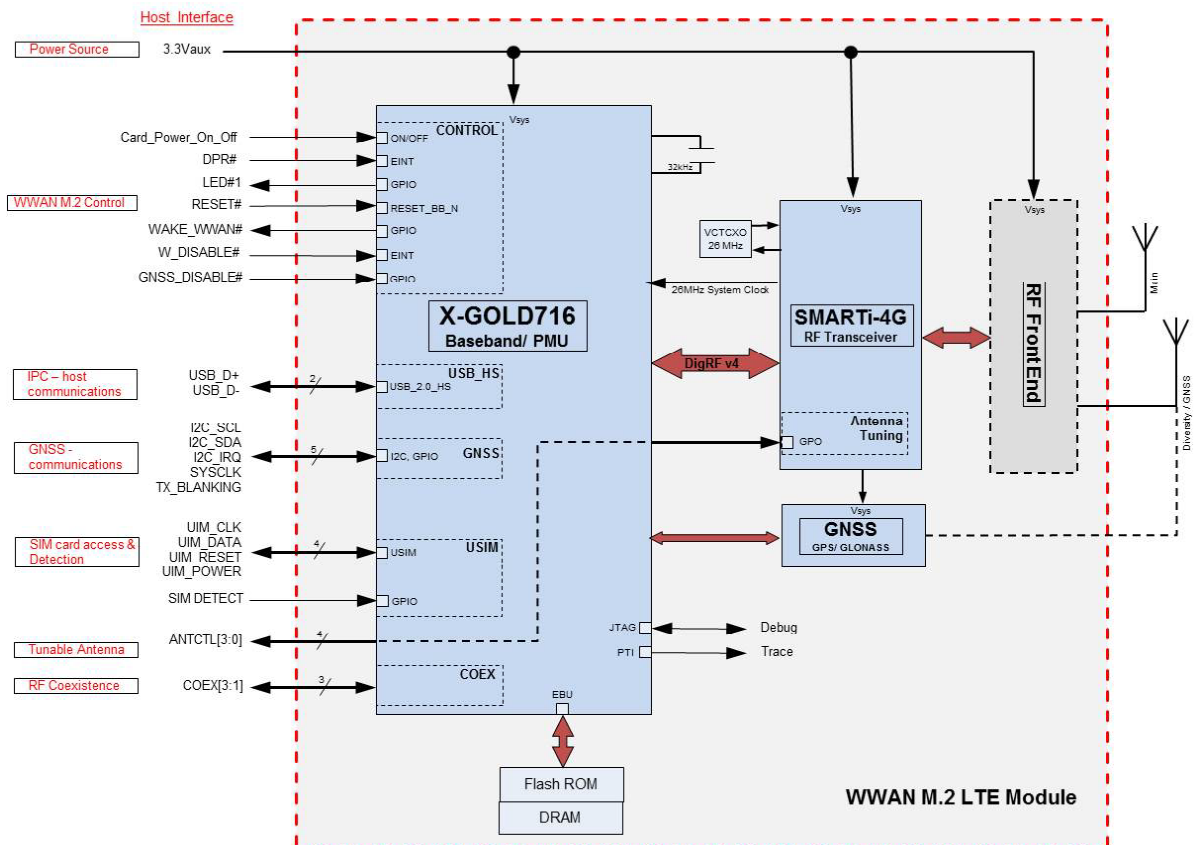 Host Interface
Power Source
3.3Vaux
Vsys
CONTROL
Card_Power_On_Off
ON/OFF
DPR#
EINT
LED#1
GPIO
WWAN M.2 Control
RESET#
RESET_BB_N
WAKE_WWAN#
GPIO
W_DISABLE#
EINT
GNSS_DISABLE#
GPIO
32kHz
VCTCXO
26 MHz
26MHz System Clock
X-GOLD716
Baseband/ PMU
Vsys
SMARTi-4G
RF Transceiver
DigRF v4
Vsys
RF Front End
Main
Diversity / GNSS
IPC – host
communications
USB_D+
USB_D-
2
USB_HS
USB_2.0_HS
GNSS -
communications
I2C_SCL
I2C_SDA
I2C_IRQ
SYSCLK
TX_BLANKING
5
I2C, GPIO
GNSS
Antenna
Tuning
GPO
Vsys
GNSS
GPS/ GLONASS
SIM card access &
Detection
UIM_CLK
UIM_DATA
UIM_RESET
UIM_POWER
4
USIM
USIM
SIM DETECT
GPIO
Tunable Antenna
ANTCTL[3:0]
4
JTAG
Debug
PTI
Trace
RF Coexistence
COEX[3:1]
3
COEX
EBU
Flash ROM
DRAM
WWAN M.2 LTE Module